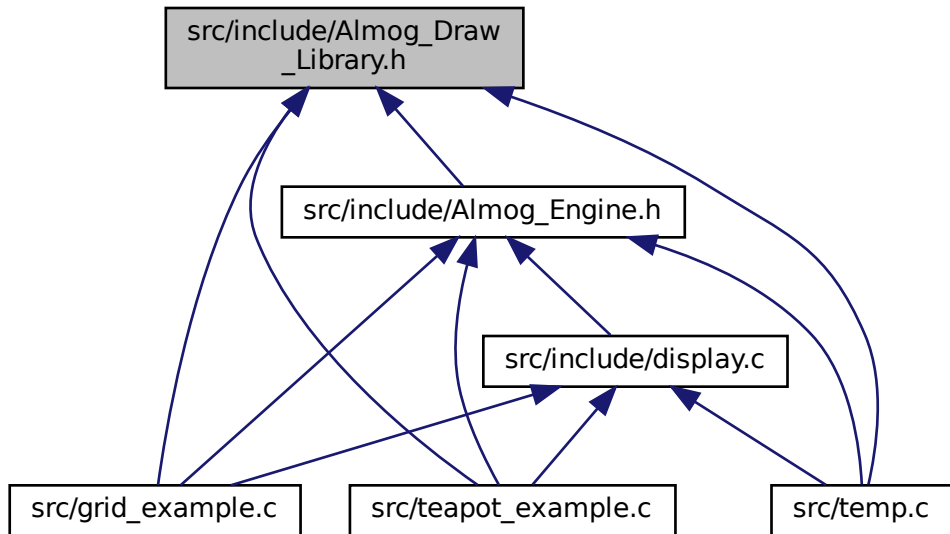 src/include/Almog_Draw
_Library.h
src/include/Almog_Engine.h
src/include/display.c
src/grid_example.c
src/teapot_example.c
src/temp.c